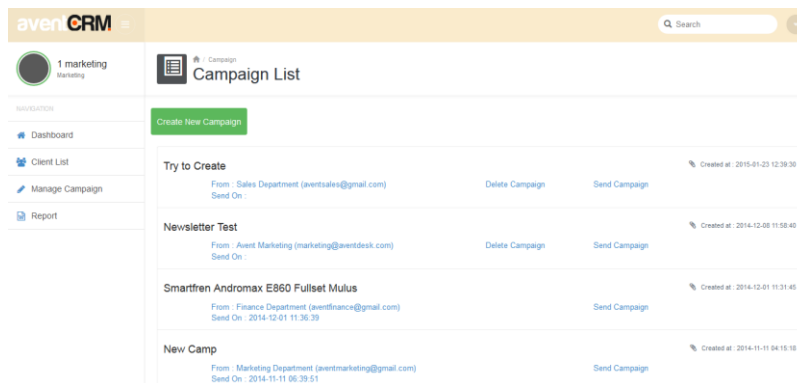 aventCRM
Search
1 marketing
Marketing
/ Campaign
Campaign List
NAVIGATION
Dashboard
Client List
Manage Campaign
Report
Create New Campaign
Try to Create
Created at : 2015-01-23 12:39:30
From : Sales Department (aventsales@gmail.com)
Delete Campaign
Send Campaign
Send On :
Newsletter Test
Created at : 2014-12-08 11:58:40
From : Avent Marketing (marketing@aventdesk.com)
Delete Campaign
Send Campaign
Send On :
Smartfren Andromax E860 Fullset Mulus
Created at : 2014-12-01 11:31:45
From : Finance Department (aventfinance@gmail.com)
Send Campaign
Send On : 2014-12-01 11:36:39
New Camp
Created at : 2014-11-11 04:15:18
From : Marketing Department (aventmarketing@gmail.com)
Send Campaign
Send On : 2014-11-11 06:39:51